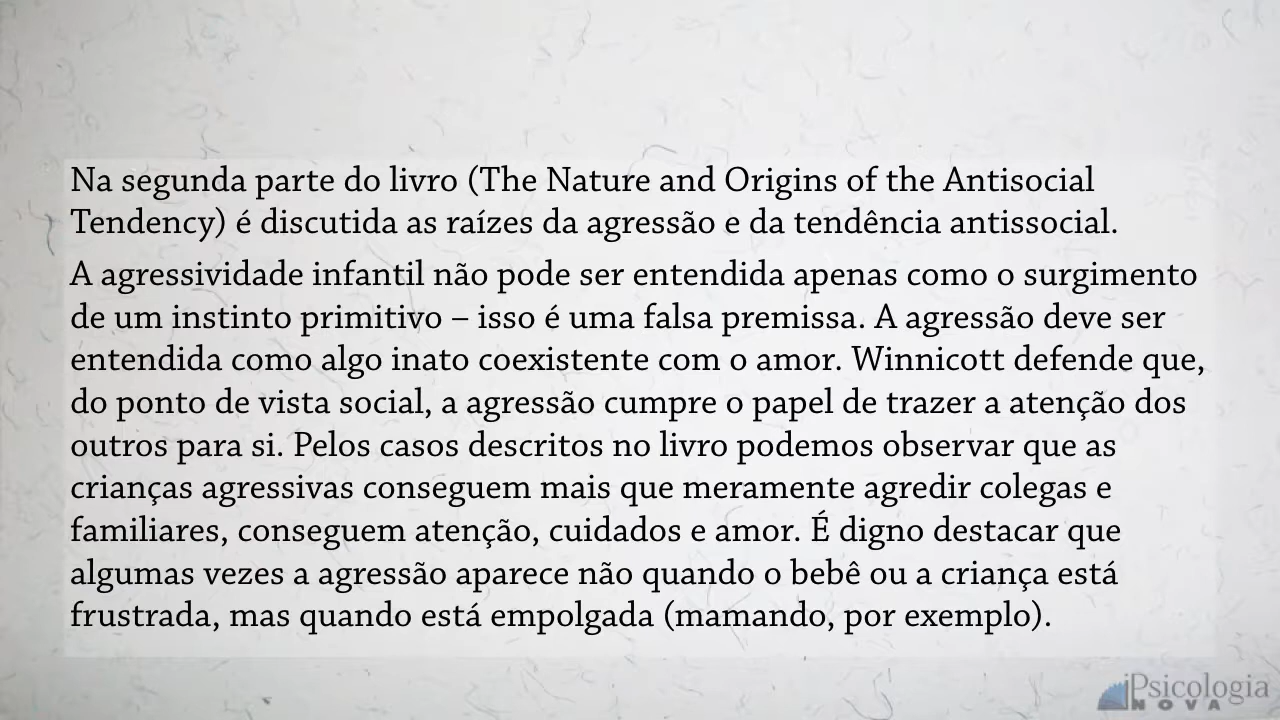 Na segunda parte do livro (The Nature and Origins of the Antisocial
Tendency) é discutida as raízes da agressão e da tendência antissocial.
A agressividade infantil não pode ser entendida apenas como o surgimento
de um instinto primitivo – isso é uma falsa premissa. A agressão deve ser
entendida como algo inato coexistente com o amor. Winnicott defende que,
do ponto de vista social, a agressão cumpre o papel de trazer a atenção dos
outros para si. Pelos casos descritos no livro podemos observar que as
crianças agressivas conseguem mais que meramente agredir colegas e
familiares, conseguem atenção, cuidados e amor. É digno destacar que
algumas vezes a agressão aparece não quando o bebê ou a criança está
frustrada, mas quando está empolgada (mamando, por exemplo).
Psicologia
NOVA